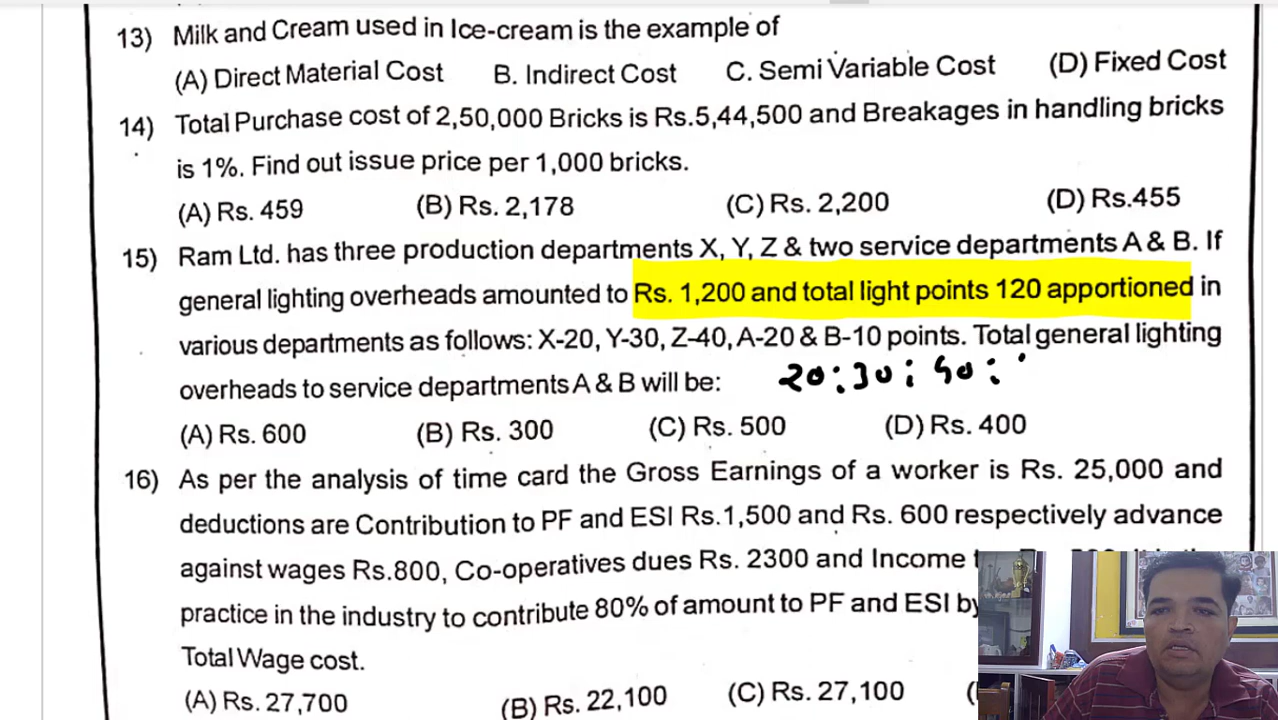 13) Milk and Cream used in Ice-cream is the example of
(A) Direct Material Cost B. Indirect Cost C. Semi Variable Cost (D) Fixed Cost
14) Total Purchase cost of 2,50,000 Bricks is Rs.5,44,500 and Breakages in handling bricks
is 1%. Find out issue price per 1,000 bricks.
(A) Rs. 459 (B) Rs. 2,178 (C) Rs. 2,200 (D) Rs.455
15) Ram Ltd. has three production departments X, Y, Z & two service departments A & B. If
general lighting overheads amounted to Rs. 1,200 and total light points 120 apportioned in
various departments as follows: X-20, Y-30, Z-40, A-20 & B-10 points. Total general lighting
overheads to service departments A & B will be: 20:30:40:
(A) Rs. 600 (B) Rs. 300 (C) Rs. 500 (D) Rs. 400
16) As per the analysis of time card the Gross Earnings of a worker is Rs. 25,000 and
deductions are Contribution to PF and ESI Rs.1,500 and Rs. 600 respectively advance
against wages Rs.800, Co-operatives dues Rs. 2300 and Income
practice in the industry to contribute 80% of amount to PF and ESI by
Total Wage cost.
(A) Rs. 27,700 (B) Rs. 22,100 (C) Rs. 27,100